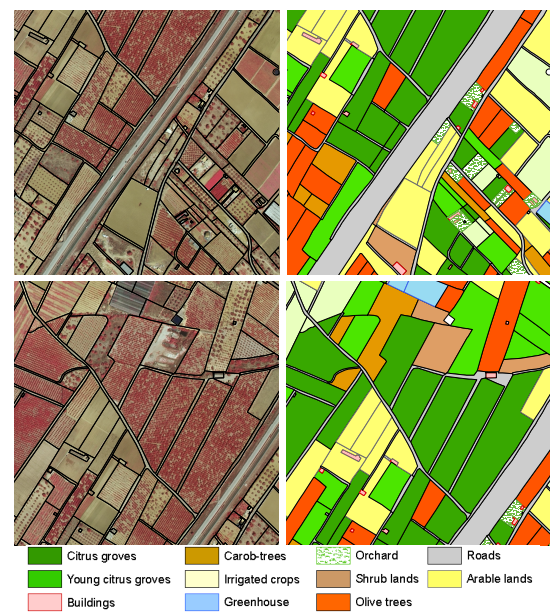 Citrus groves Carob-trees Orchard Roads
Young citrus groves Irrigated crops Shrub lands Arable lands
Buildings Greenhouse Olive trees